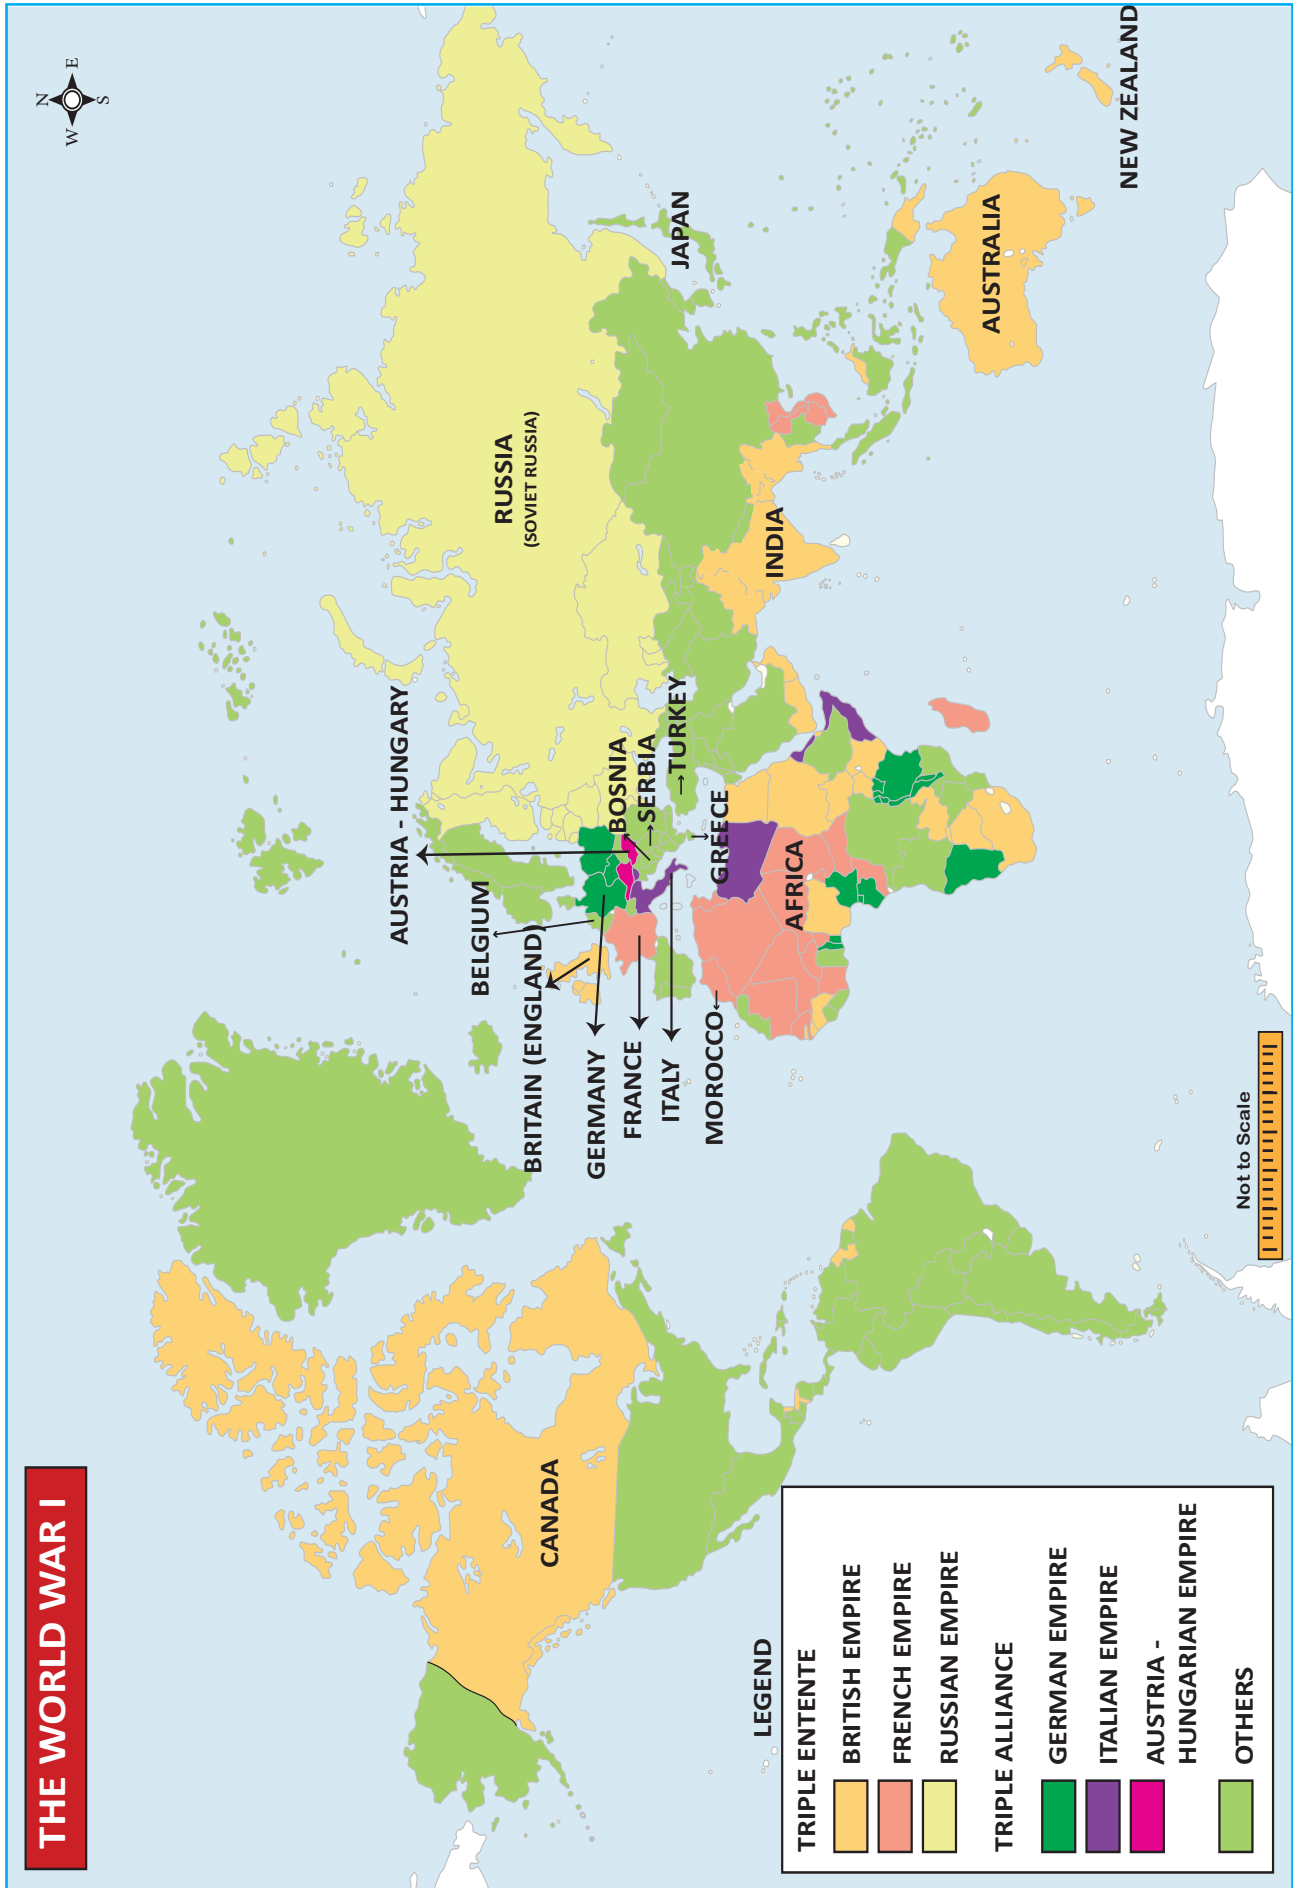 THE WORLD WAR I
N
W E
S
CANADA
AUSTRIA - HUNGARY
BELGIUM
BRITAIN (ENGLAND)
GERMANY
FRANCE
ITALY
MOROCCO
BOSNIA
SERBIA
TURKEY
GREECE
AFRICA
RUSSIA
(SOVIET RUSSIA)
JAPAN
INDIA
AUSTRALIA
NEW ZEALAND
LEGEND
TRIPLE ENTENTE
BRITISH EMPIRE
FRENCH EMPIRE
RUSSIAN EMPIRE
TRIPLE ALLIANCE
GERMAN EMPIRE
ITALIAN EMPIRE
AUSTRIA -
HUNGARIAN EMPIRE
OTHERS
Not to Scale